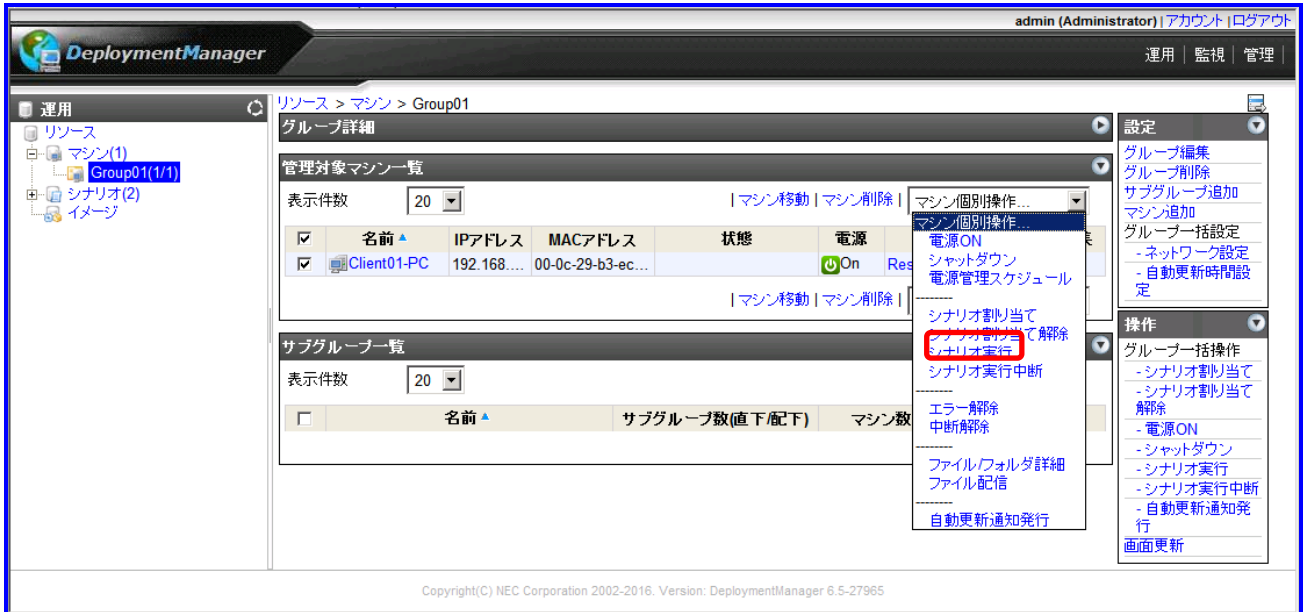 admin (Administrator) | アカウント | ログアウト
DeploymentManager
運用 | 監視 | 管理 |
運用
リソース
マシン(1)
Group01(1/1)
シナリオ(2)
イメージ
リソース > マシン > Group01
グループ詳細
管理対象マシン一覧
表示件数 20
| マシン移動 | マシン削除 | マシン個別操作...
名前 IPアドレス MACアドレス 状態 電源
Client01-PC 192.168.... 00-0c-29-b3-ec... On Res
| マシン移動 | マシン削除 |
マシン個別操作...
電源ON
シャットダウン
電源管理スケジュール
--------
シナリオ割り当て
シナリオ割り当て解除
シナリオ実行
シナリオ実行中断
--------
エラー解除
中断解除
--------
ファイル/フォルダ詳細
ファイル配信
--------
自動更新通知発行
サブグループ一覧
表示件数 20
名前 サブグループ数(直下/配下) マシン数
設定
グループ編集
グループ削除
サブグループ追加
マシン追加
グループ一括設定
- ネットワーク設定
- 自動更新時間設
定
操作
グループ一括操作
- シナリオ割り当て
- シナリオ割り当て
解除
- 電源ON
- シャットダウン
- シナリオ実行
- シナリオ実行中断
- 自動更新通知発
行
画面更新
Copyright(C) NEC Corporation 2002-2016. Version: DeploymentManager 6.5-27965